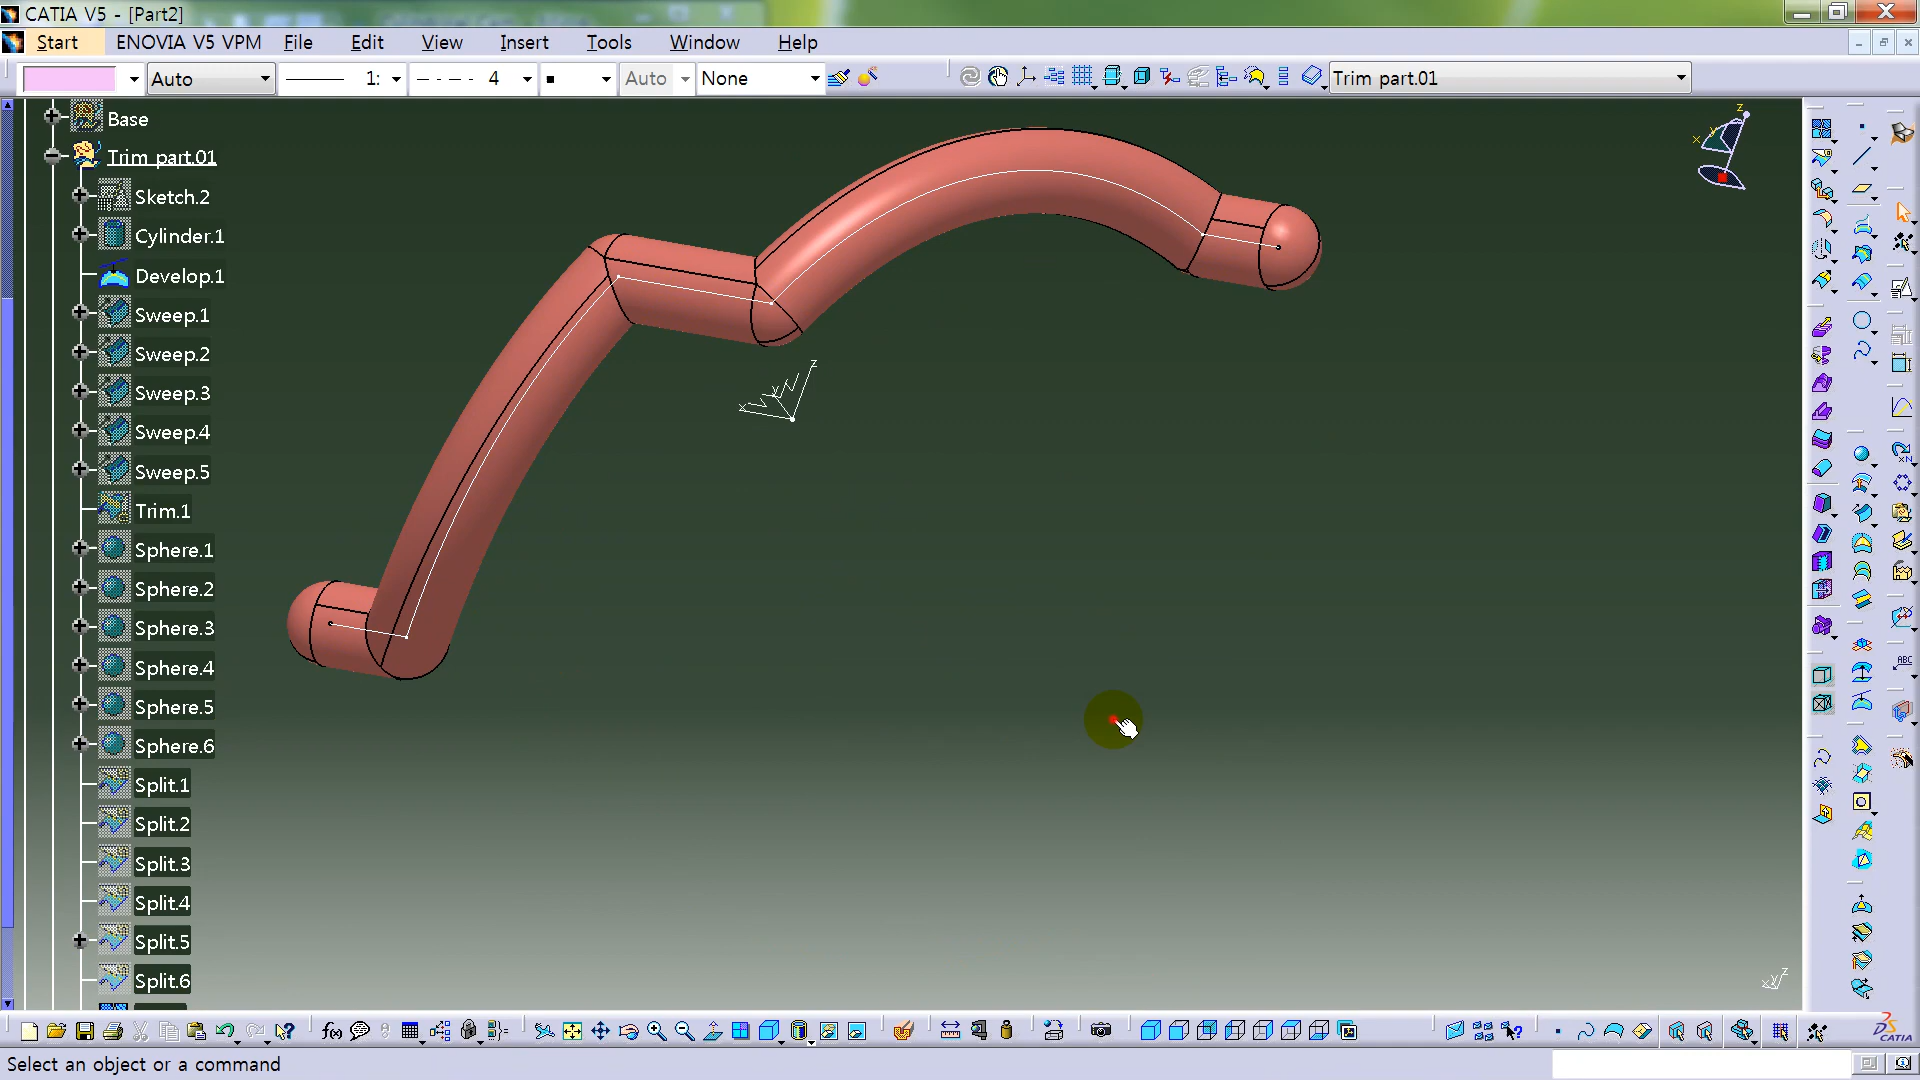 CATIA V5 - [Part2]
Start ENOVIA V5 VPM File Edit View Insert Tools Window Help
Auto 1: 4 Auto None Trim part.01
Base
Trim part.01
Sketch.2
Cylinder.1
Develop.1
Sweep.1
Sweep.2
Sweep.3
Sweep.4
Sweep.5
Trim.1
Sphere.1
Sphere.2
Sphere.3
Sphere.4
Sphere.5
Sphere.6
Split.1
Split.2
Split.3
Split.4
Split.5
Split.6
z
x
y
z
y
x
z
ABC
f(x)
CATIA
Select an object or a command